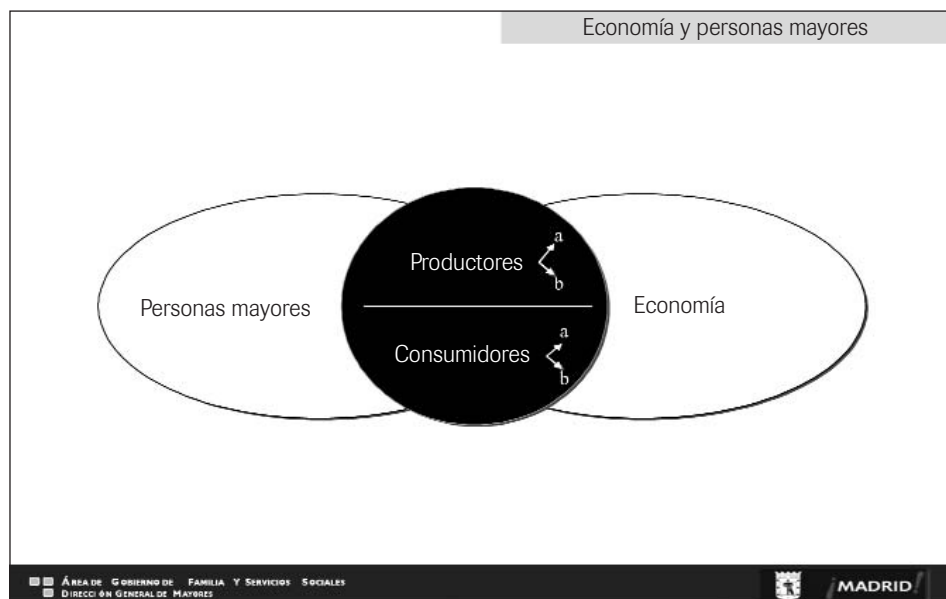 Economía y personas mayores
Productores
a
b
Personas mayores
Economía
Consumidores
a
b
ÁREA DE GOBIERNO DE FAMILIA Y SERVICIOS SOCIALES
DIRECCIÓN GENERAL DE MAYORES
¡MADRID!